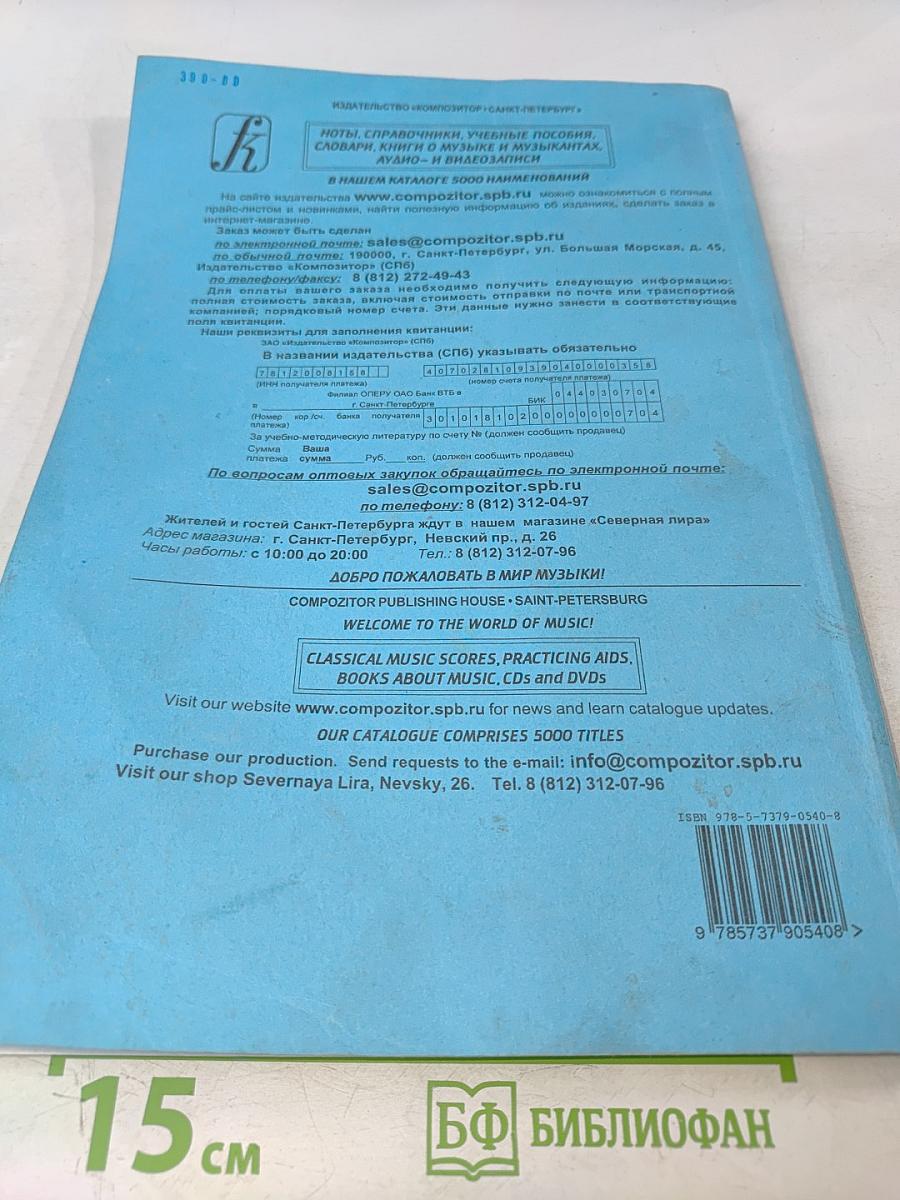 390-00
ИЗДАТЕЛЬСТВО «КОМПОЗИТОР • САНКТ-ПЕТЕРБУРГ»
НОТЫ, СПРАВОЧНИКИ, УЧЕБНЫЕ ПОСОБИЯ,
СЛОВАРИ, КНИГИ О МУЗЫКЕ И МУЗЫКАНТАХ,
АУДИО– И ВИДЕОЗАПИСИ
В НАШЕМ КАТАЛОГЕ 5000 НАИМЕНОВАНИЙ
На сайте издательства www.compozitor.spb.ru можно ознакомиться с полным
прайс-листом и новинками, найти полезную информацию об изданиях, сделать заказ в
интернет-магазине.
Заказ может быть сделан
по электронной почте: sales@compozitor.spb.ru
по обычной почте: 190000, г. Санкт-Петербург, ул. Большая Морская, д. 45,
Издательство «Композитор» (СПб)
по телефону/факсу: 8 (812) 272-49-43
Для оплаты вашего заказа необходимо получить следующую информацию:
полная стоимость заказа, включая стоимость отправки по почте или транспортной
компанией; порядковый номер счета. Эти данные нужно занести в соответствующие
поля квитанции.
Наши реквизиты для заполнения квитанции:
ЗАО «Издательство «Композитор» (СПб)
В названии издательства (СПб) указывать обязательно
7812008158 40702810939040000358
(ИНН получателя платежа) (номер счета получателя платежа)
Филиал ОПЕРУ ОАО Банк ВТБ в
в г. Санкт-Петербурге БИК 044030704
(Номер кор /сч. банка получателя 30101810200000000704
платежа)
За учебно-методическую литературу по счету № (должен сообщить продавец)
Сумма Ваша
платежа сумма ____ Руб. ___ коп. (должен сообщить продавец)
По вопросам оптовых закупок обращайтесь по электронной почте:
sales@compozitor.spb.ru
по телефону: 8 (812) 312-04-97
Жителей и гостей Санкт-Петербурга ждут в нашем магазине «Северная лира»
Адрес магазина: г. Санкт-Петербург, Невский пр., д. 26
Часы работы: с 10:00 до 20:00 Тел.: 8 (812) 312-07-96
ДОБРО ПОЖАЛОВАТЬ В МИР МУЗЫКИ!
COMPOZITOR PUBLISHING HOUSE • SAINT-PETERSBURG
WELCOME TO THE WORLD OF MUSIC!
CLASSICAL MUSIC SCORES, PRACTICING AIDS,
BOOKS ABOUT MUSIC, CDs and DVDs
Visit our website www.compozitor.spb.ru for news and learn catalogue updates.
OUR CATALOGUE COMPRISES 5000 TITLES
Purchase our production. Send requests to the e-mail: info@compozitor.spb.ru
Visit our shop Severnaya Lira, Nevsky, 26. Tel. 8 (812) 312-07-96
ISBN 978-5-7379-0540-8
9 785737 905408 >
15 см
БФ БИБЛИОФАН